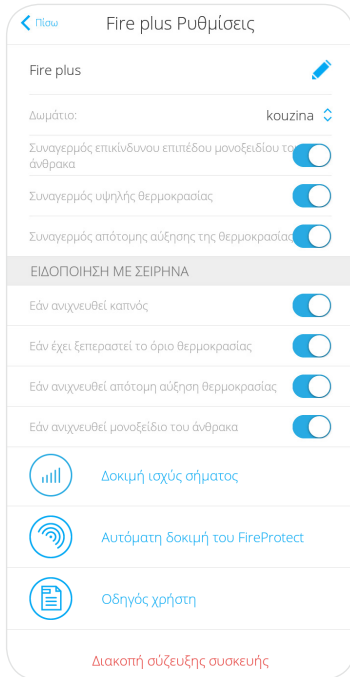 Πίσω
Fire plus Ρυθμίσεις
Fire plus
Δωμάτιο:
kouzina
Συναγερμός επικίνδυνου επιπέδου μονοξειδίου του
άνθρακα
Συναγερμός υψηλής θερμοκρασίας
Συναγερμός απότομης αύξησης της θερμοκρασίας
ΕΙΔΟΠΟΙΗΣΗ ΜΕ ΣΕΙΡΗΝΑ
Εάν ανιχνευθεί καπνός
Εάν έχει ξεπεραστεί το όριο θερμοκρασίας
Εάν ανιχνευθεί απότομη αύξηση θερμοκρασίας
Εάν ανιχνευθεί μονοξείδιο του άνθρακα
Δοκιμή ισχύς σήματος
Αυτόματη δοκιμή του FireProtect
Οδηγός χρήστη
Διακοπή σύζευξης συσκευής